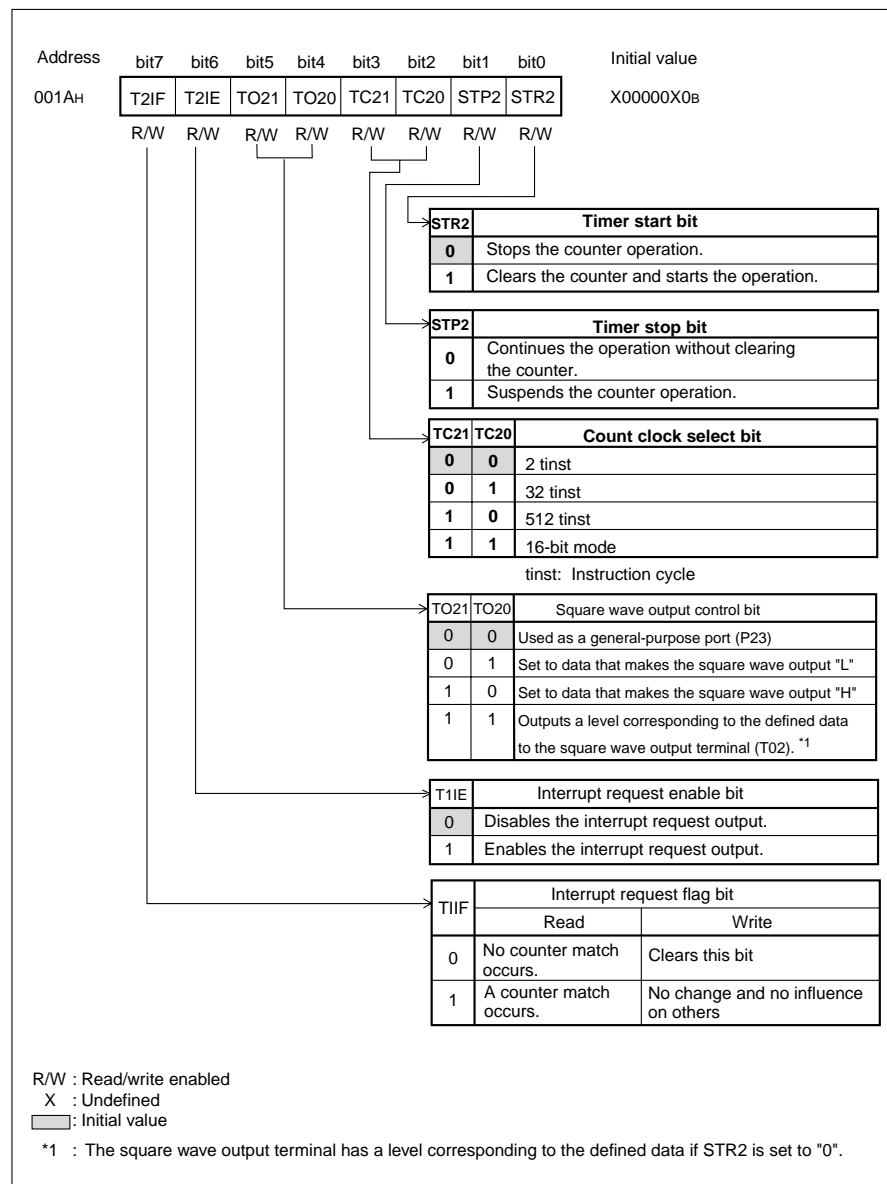 Address bit7 bit6 bit5 bit4 bit3 bit2 bit1 bit0 Initial value
001AH T2IF T2IE TO21 TO20 TC21 TC20 STP2 STR2 X00000X0B
R/W R/W R/W R/W R/W R/W R/W R/W
STR2 Timer start bit
0 Stops the counter operation.
1 Clears the counter and starts the operation.
STP2 Timer stop bit
0 Continues the operation without clearing
the counter.
1 Suspends the counter operation.
TC21 TC20 Count clock select bit
0 0 2 tinst
0 1 32 tinst
1 0 512 tinst
1 1 16-bit mode
tinst: Instruction cycle
TO21 TO20 Square wave output control bit
0 0 Used as a general-purpose port (P23)
0 1 Set to data that makes the square wave output "L"
1 0 Set to data that makes the square wave output "H"
1 1 Outputs a level corresponding to the defined data
to the square wave output terminal (T02). *1
T1IE Interrupt request enable bit
0 Disables the interrupt request output.
1 Enables the interrupt request output.
TIIF Interrupt request flag bit
Read Write
0 No counter match
occurs. Clears this bit
1 A counter match
occurs. No change and no influence
on others
R/W : Read/write enabled
X : Undefined
: Initial value
*1 : The square wave output terminal has a level corresponding to the defined data if STR2 is set to "0".